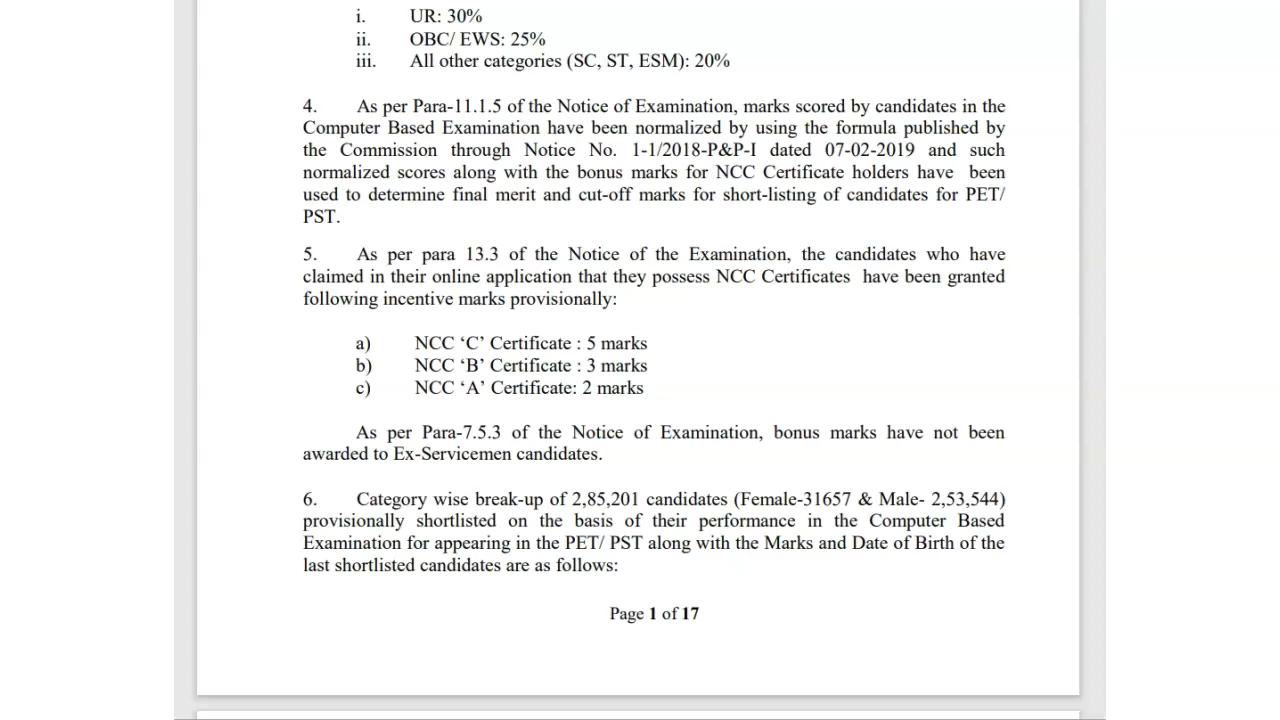 i. UR: 30%
ii. OBC/ EWS: 25%
iii. All other categories (SC, ST, ESM): 20%
4. As per Para-11.1.5 of the Notice of Examination, marks scored by candidates in the
Computer Based Examination have been normalized by using the formula published by
the Commission through Notice No. 1-1/2018-P&P-I dated 07-02-2019 and such
normalized scores along with the bonus marks for NCC Certificate holders have been
used to determine final merit and cut-off marks for short-listing of candidates for PET/
PST.
5. As per para 13.3 of the Notice of the Examination, the candidates who have
claimed in their online application that they possess NCC Certificates have been granted
following incentive marks provisionally:
a) NCC ‘C’ Certificate : 5 marks
b) NCC ‘B’ Certificate : 3 marks
c) NCC ‘A’ Certificate: 2 marks
As per Para-7.5.3 of the Notice of Examination, bonus marks have not been
awarded to Ex-Servicemen candidates.
6. Category wise break-up of 2,85,201 candidates (Female-31657 & Male- 2,53,544)
provisionally shortlisted on the basis of their performance in the Computer Based
Examination for appearing in the PET/ PST along with the Marks and Date of Birth of the
last shortlisted candidates are as follows:
Page 1 of 17